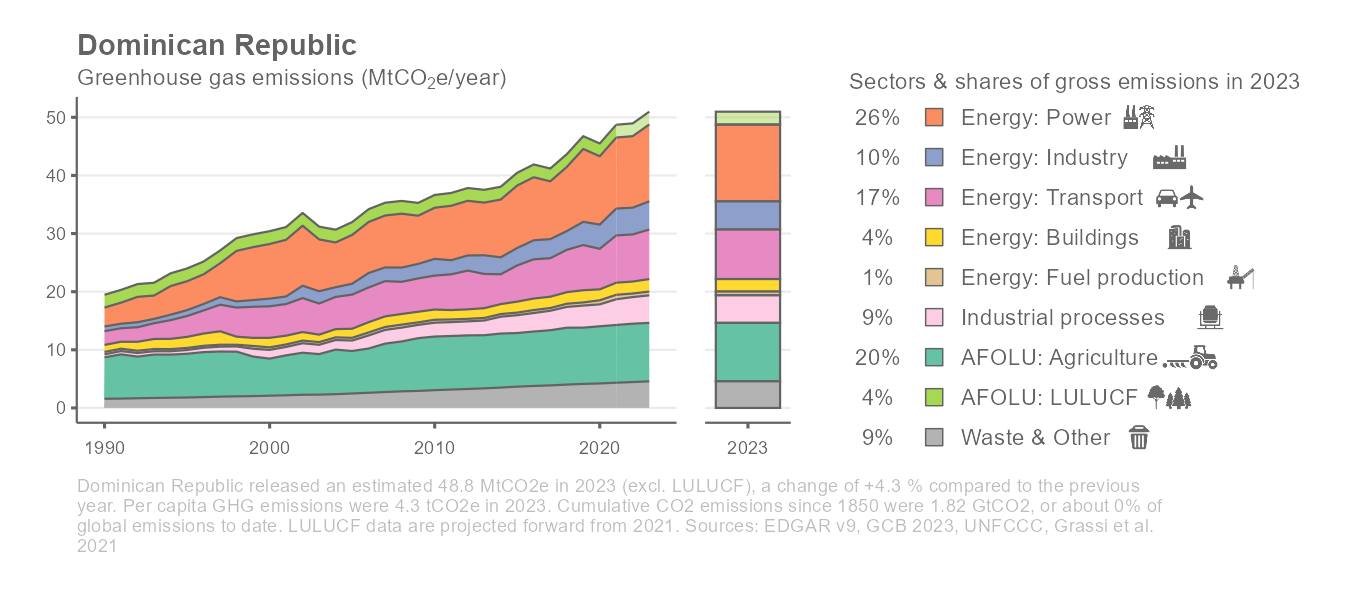 Dominican Republic
Greenhouse gas emissions (MtCO₂e/year)
50
40
30
20
10
0
1990
2000
2010
2020
2023
Sectors & shares of gross emissions in 2023
26% Energy: Power
10% Energy: Industry
17% Energy: Transport
4% Energy: Buildings
1% Energy: Fuel production
9% Industrial processes
20% AFOLU: Agriculture
4% AFOLU: LULUCF
9% Waste & Other
Dominican Republic released an estimated 48.8 MtCO2e in 2023 (excl. LULUCF), a change of +4.3 % compared to the previous
year. Per capita GHG emissions were 4.3 tCO2e in 2023. Cumulative CO2 emissions since 1850 were 1.82 GtCO2, or about 0% of
global emissions to date. LULUCF data are projected forward from 2021. Sources: EDGAR v9, GCB 2023, UNFCCC, Grassi et al.
2021